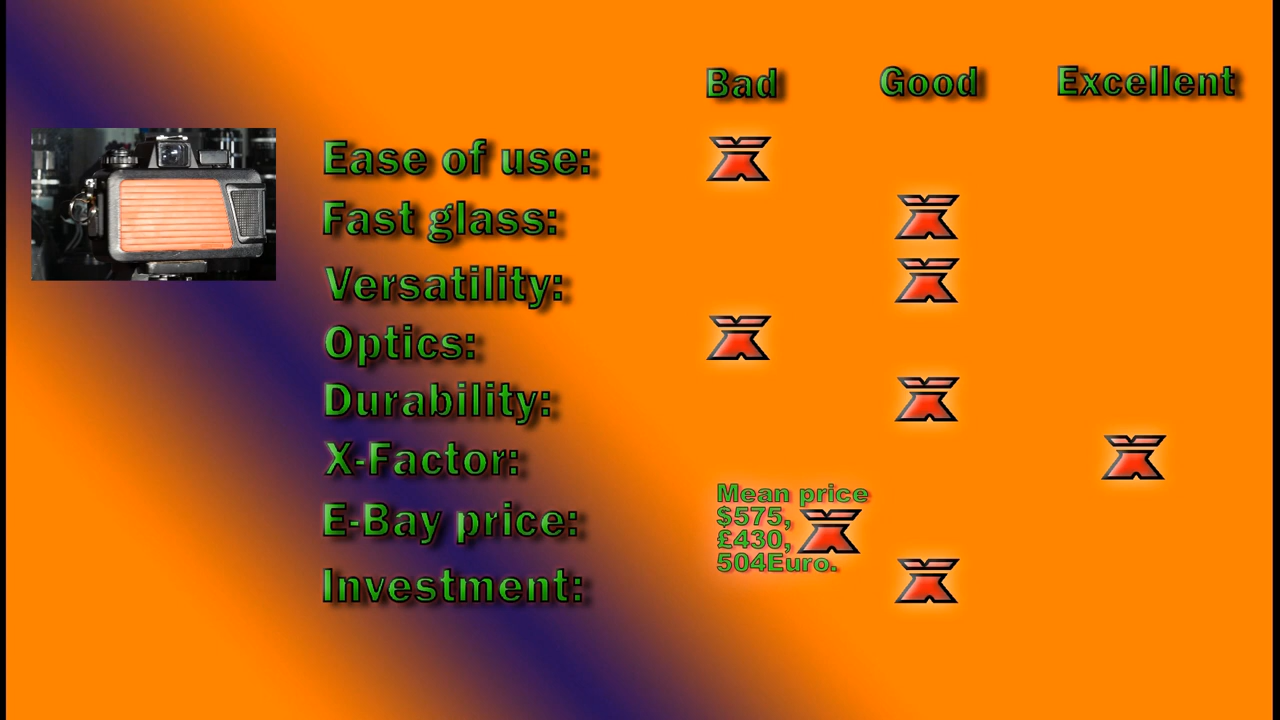 Bad Good Excellent
Ease of use:
Fast glass:
Versatility:
Optics:
Durability:
X-Factor:
E-Bay price:
Mean price
$575,
£430,
504Euro.
Investment: